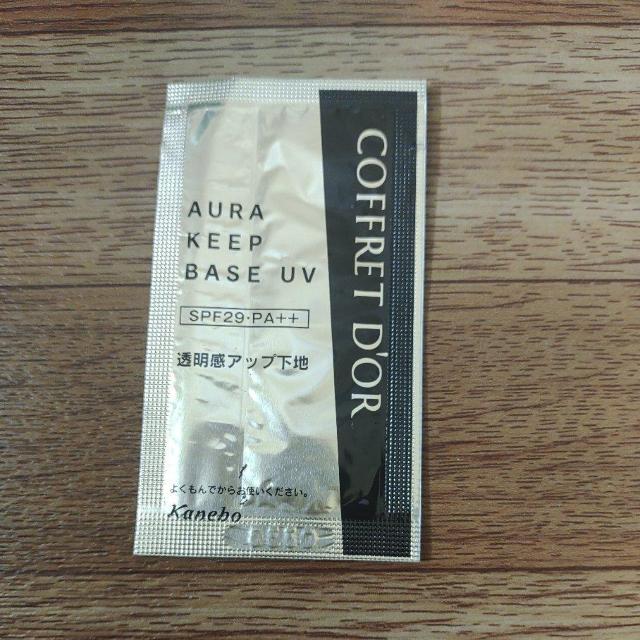 COFFRET D'OR
AURA
KEEP
BASE UV
SPF29·PA++
透明感アップ下地
よくもんでからお使いください。
Kanebo